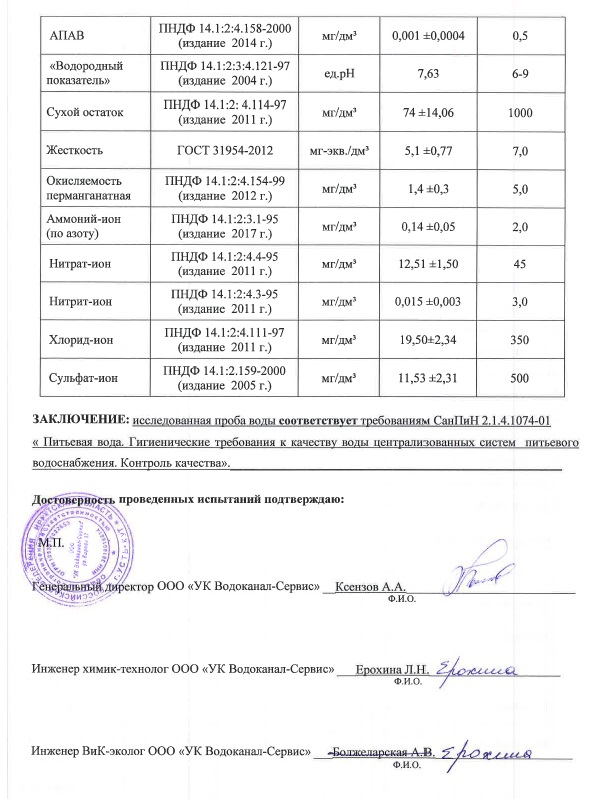 АПАВ ПНДФ 14.1:2:4.158-2000 (издание 2014 г.) мг/дм³ 0,001 ±0,0004 0,5
«Водородный показатель» ПНДФ 14.1:2:3:4.121-97 (издание 2004 г.) ед.pH 7,63 6-9
Сухой остаток ПНДФ 14.1:2: 4.114-97 (издание 2011 г.) мг/дм³ 74 ±14,06 1000
Жесткость ГОСТ 31954-2012 мг-экв./дм³ 5,1 ±0,77 7,0
Окисляемость перманганатная ПНДФ 14.1:2:4.154-99 (издание 2012 г.) мг/дм³ 1,4 ±0,3 5,0
Аммоний-ион (по азоту) ПНДФ 14.1:2:3.1-95 (издание 2017 г.) мг/дм³ 0,14 ±0,05 2,0
Нитрат-ион ПНДФ 14.1:2:4.4-95 (издание 2011 г.) мг/дм³ 12,51 ±1,50 45
Нитрит-ион ПНДФ 14.1:2:4.3-95 (издание 2011 г.) мг/дм³ 0,015 ±0,003 3,0
Хлорид-ион ПНДФ 14.1:2:4.111-97 (издание 2011 г.) мг/дм³ 19,50±2,34 350
Сульфат-ион ПНДФ 14.1:2.159-2000 (издание 2005 г.) мг/дм³ 11,53 ±2,31 500
ЗАКЛЮЧЕНИЕ: исследованная проба воды соответствует требованиям СанПиН 2.1.4.1074-01
« Питьевая вода. Гигиенические требования к качеству воды централизованных систем питьевого
водоснабжения. Контроль качества».
Достоверность проведенных испытаний подтверждаю:
М.П.
Генеральный директор ООО «УК Водоканал-Сервис» Ксензов А.А.
Ф.И.О.
Инженер химик-технолог ООО «УК Водоканал-Сервис» Ерохина Л.Н. Ерохина
Ф.И.О.
Инженер ВиК-эколог ООО «УК Водоканал-Сервис» Болжеларская А.В. Ерохина
Ф.И.О.